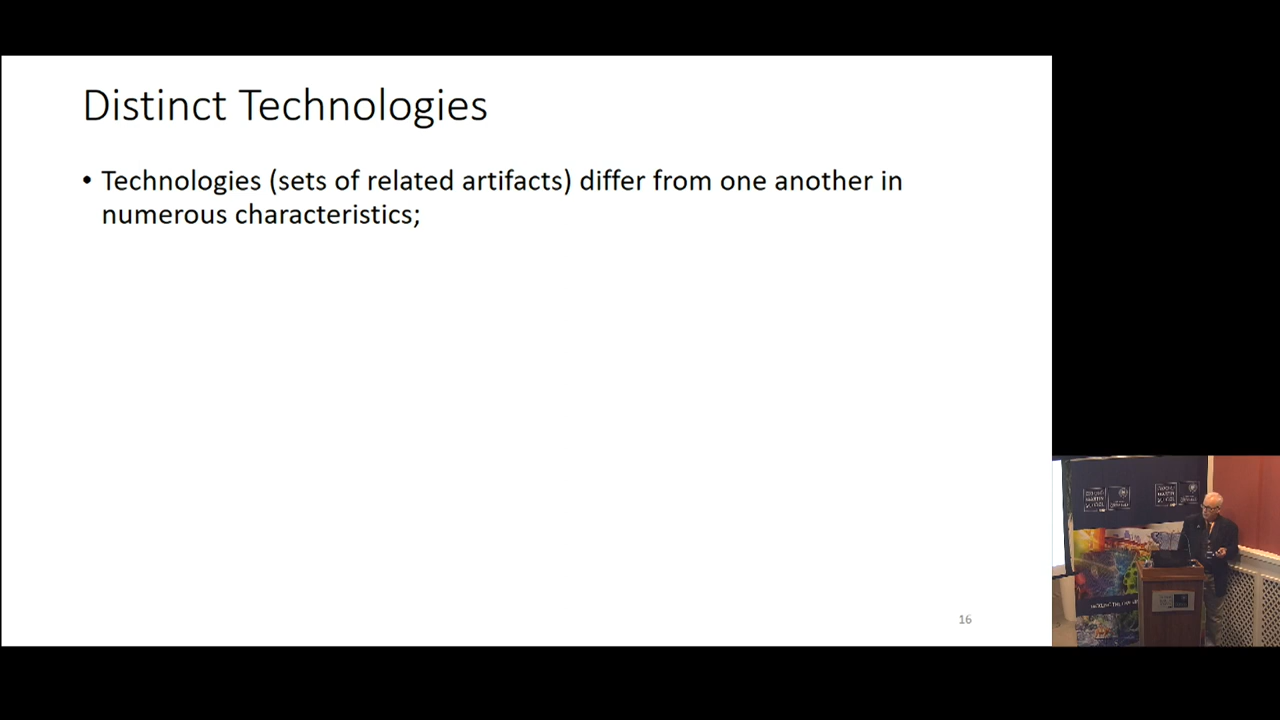 Distinct Technologies
• Technologies (sets of related artifacts) differ from one another in
numerous characteristics;
16